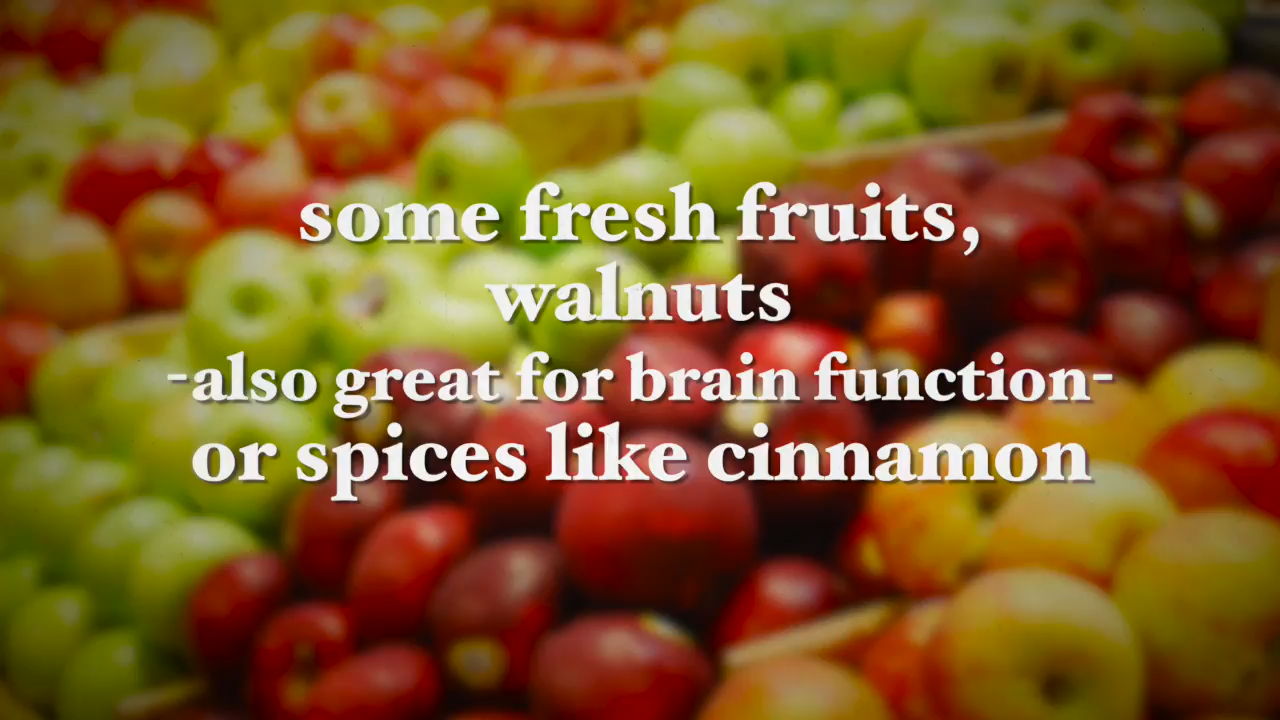 some fresh fruits,
walnuts
-also great for brain function-
or spices like cinnamon